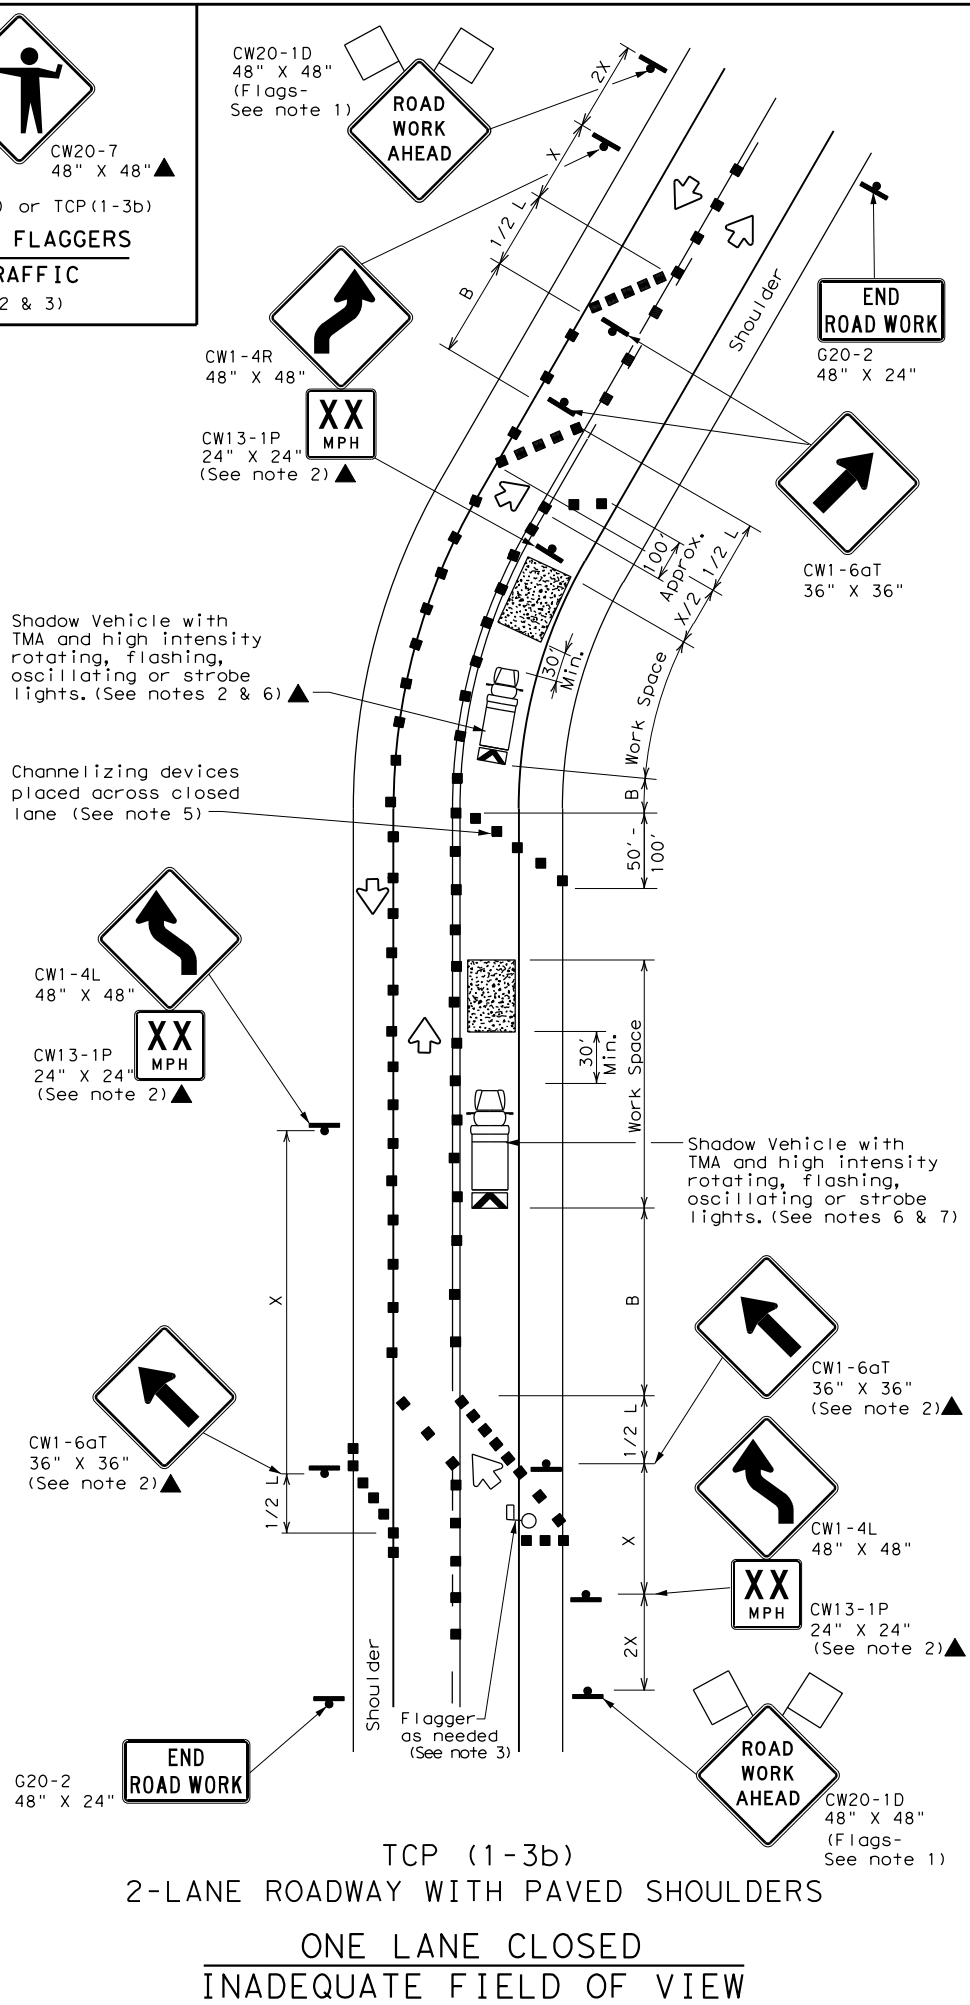 CW20-7
48" X 48"
) or TCP(1-3b)
FLAGGERS
RAFFIC
2 & 3)
CW20-1D
48" X 48"
(Flags-
See note 1)
ROAD
WORK
AHEAD
2X
X
1/2 L
B
CW1-4R
48" X 48"
XX
MPH
CW13-1P
24" X 24"
(See note 2)
Shoulder
END
ROAD WORK
G20-2
48" X 24"
CW1-6aT
36" X 36"
100'
Approx.
1/2 L
X/2
30'
Min.
Work Space
B
50' -
100'
Shadow Vehicle with
TMA and high intensity
rotating, flashing,
oscillating or strobe
lights. (See notes 2 & 6)
Channelizing devices
placed across closed
lane (See note 5)
CW1-4L
48" X 48"
XX
MPH
CW13-1P
24" X 24"
(See note 2)
30'
Min.
Work Space
Shadow Vehicle with
TMA and high intensity
rotating, flashing,
oscillating or strobe
lights. (See notes 6 & 7)
X
B
CW1-6aT
36" X 36"
(See note 2)
1/2 L
CW1-6aT
36" X 36"
(See note 2)
1/2 L
X
CW1-4L
48" X 48"
XX
MPH
CW13-1P
24" X 24"
(See note 2)
2X
Shoulder
Flagger
as needed
(See note 3)
END
ROAD WORK
G20-2
48" X 24"
ROAD
WORK
AHEAD
CW20-1D
48" X 48"
(Flags-
See note 1)
TCP (1-3b)
2-LANE ROADWAY WITH PAVED SHOULDERS
ONE LANE CLOSED
INADEQUATE FIELD OF VIEW